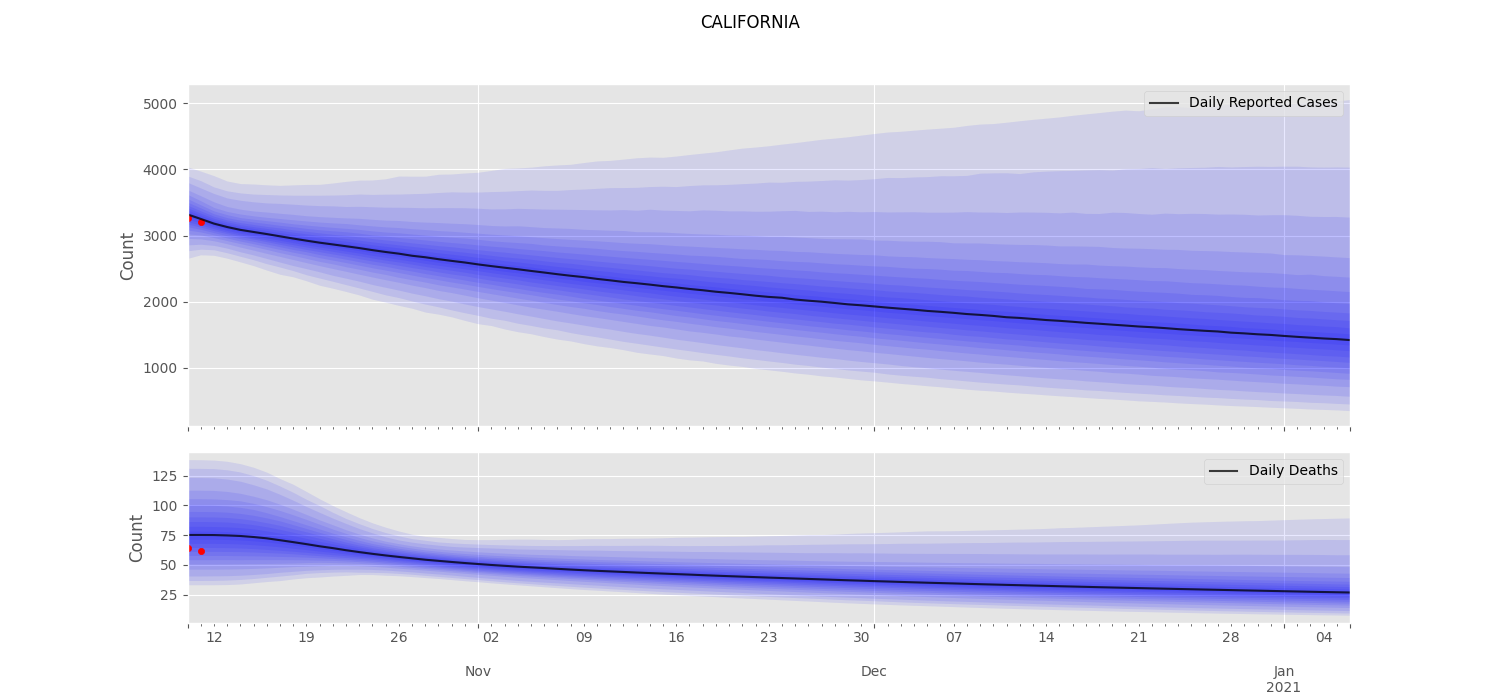 CALIFORNIA
Daily Reported Cases
5000
4000
3000
2000
1000
Count
Daily Deaths
125
100
75
50
25
Count
12 19 26 02 09 16 23 30 07 14 21 28 04
Nov Dec Jan
2021